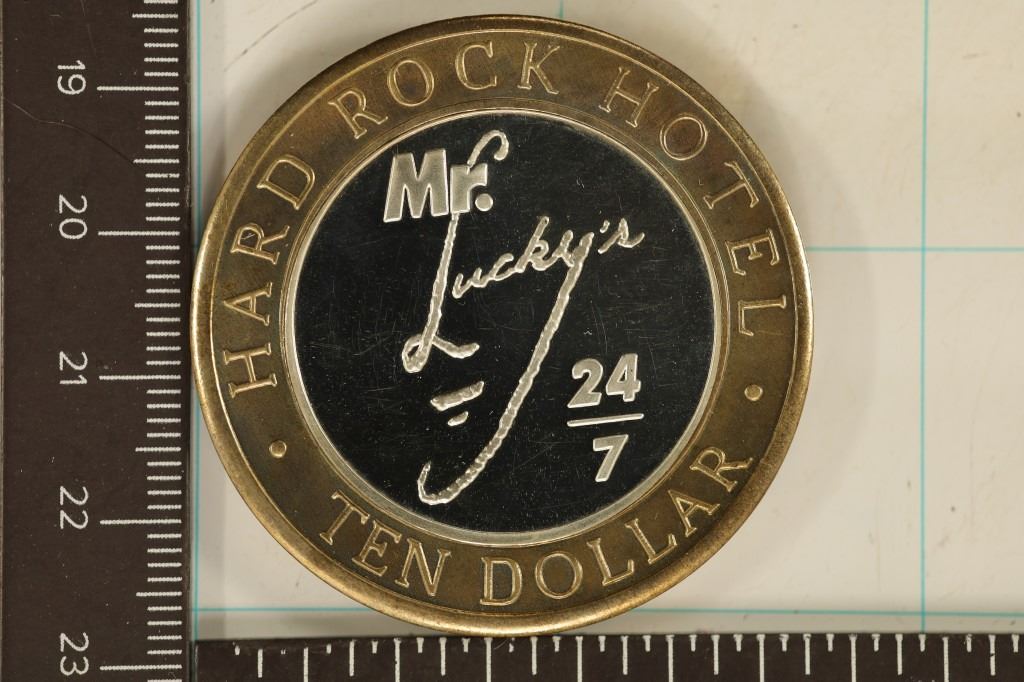 HARD ROCK HOTEL
Mr.
Lucky's
24
7
TEN DOLLAR
19
20
21
22
23